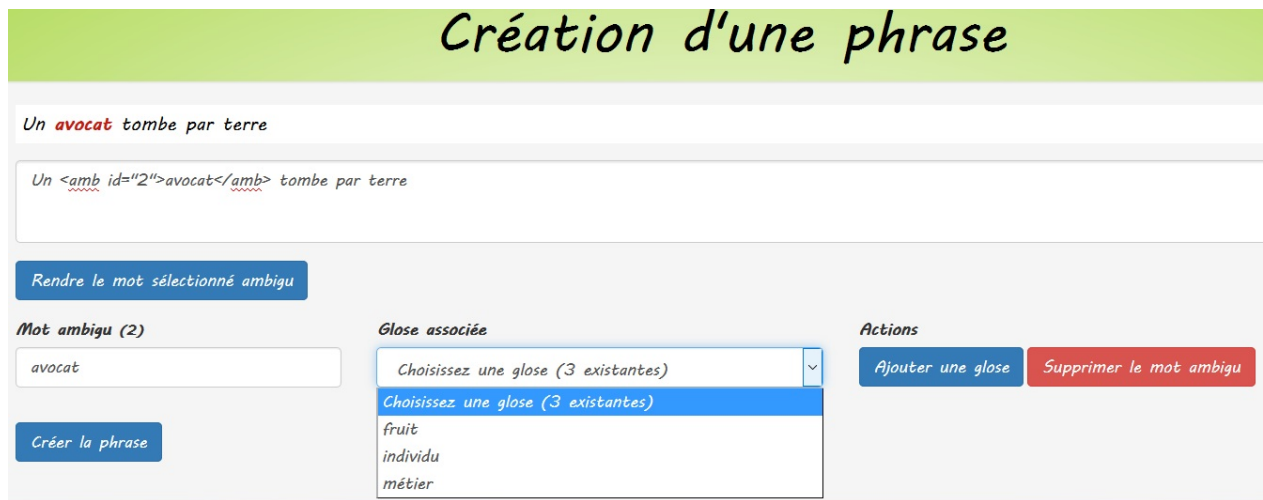 Création d'une phrase
Un avocat tombe par terre
Un <amb id="2">avocat</amb> tombe par terre
Rendre le mot sélectionné ambigu
Mot ambigu (2)
Glose associée
Actions
avocat
Choisissez une glose (3 existantes)
Ajouter une glose
Supprimer le mot ambigu
Choisissez une glose (3 existantes)
fruit
individu
métier
Créer la phrase